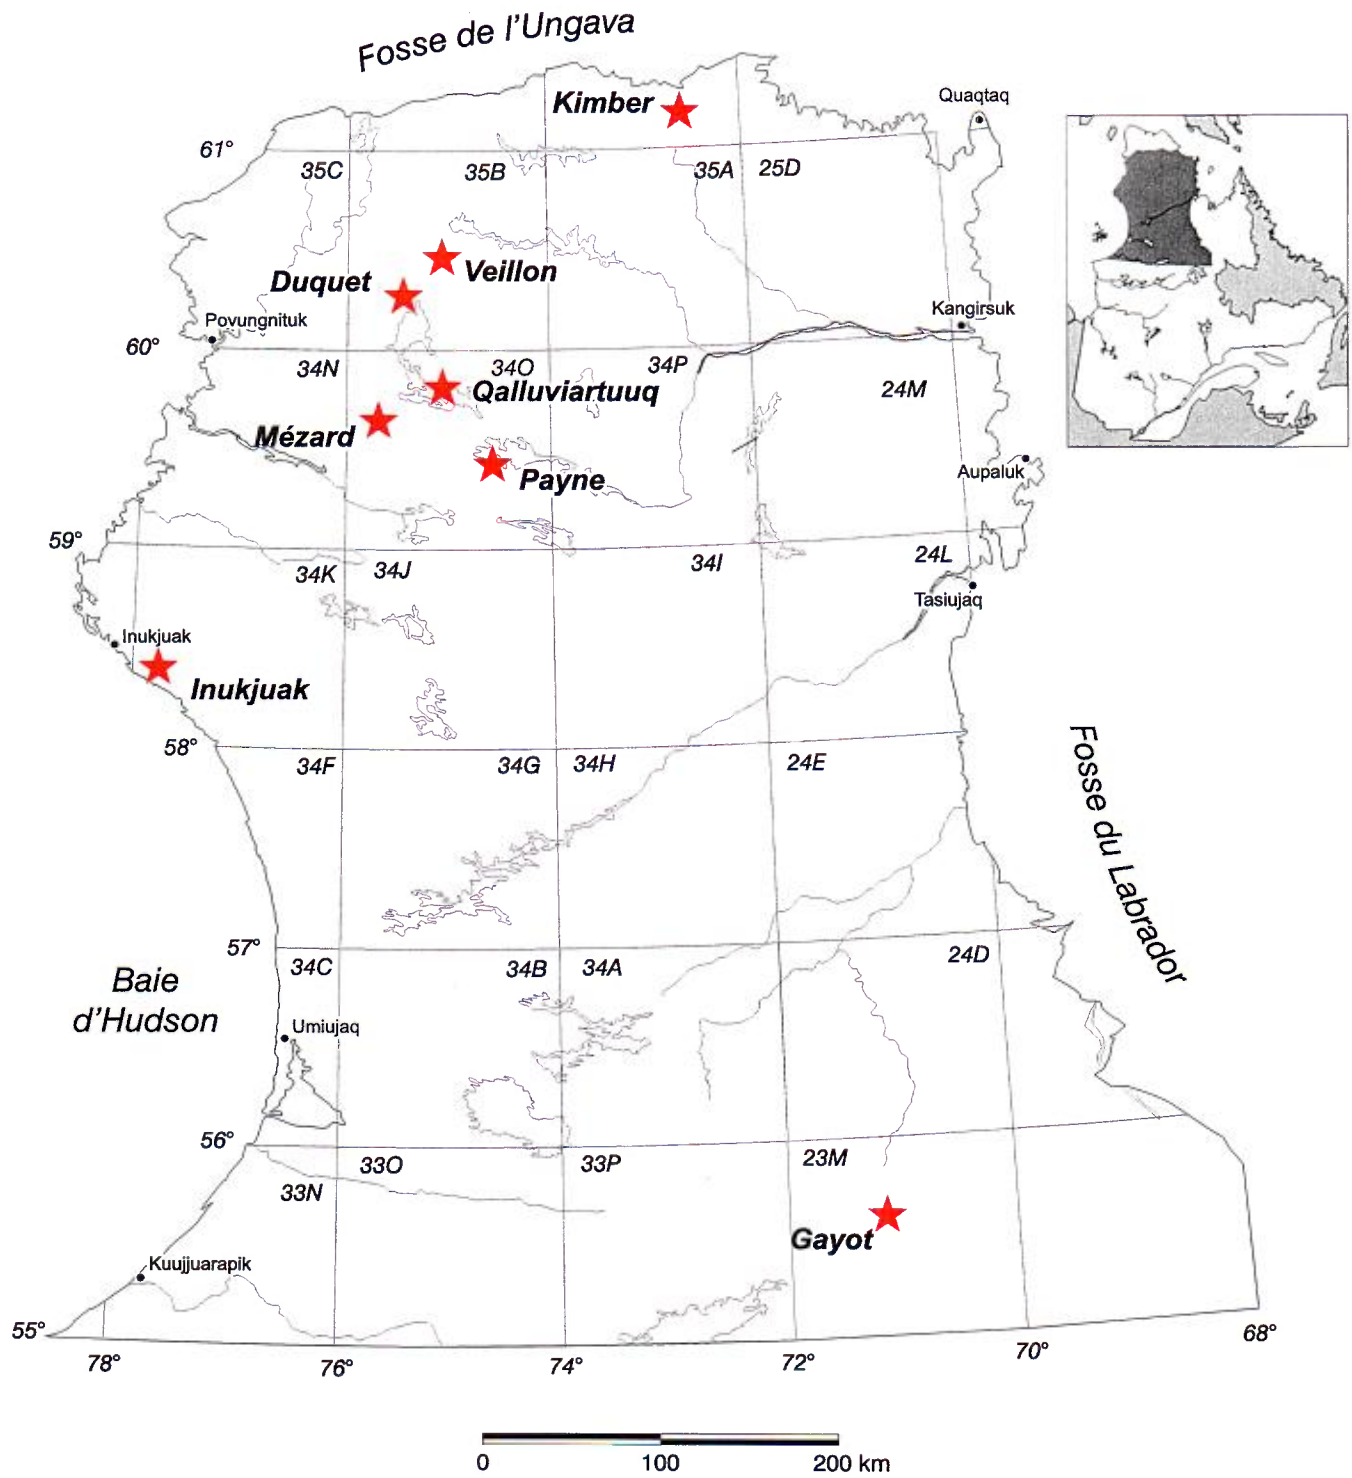 Fosse de l'Ungava
Kimber
Quaqtaq
61°
35C
35B
35A
25D
Veillon
Duquet
Kangirsuk
Povungnituk
60°
34N
34O
34P
24M
Qalluviartuuq
Mézard
Aupaluk
Payne
59°
34K
34J
34I
24L
Tasiujaq
Inukjuak
Inukjuak
58°
34F
34G
34H
24E
Fosse du Labrador
57°
34C
34B
34A
24D
Baie
d'Hudson
Umiujaq
56°
33O
33P
23M
33N
Gayot
Kuujjuarapik
55°
78°
76°
74°
72°
70°
68°
0
100
200 km